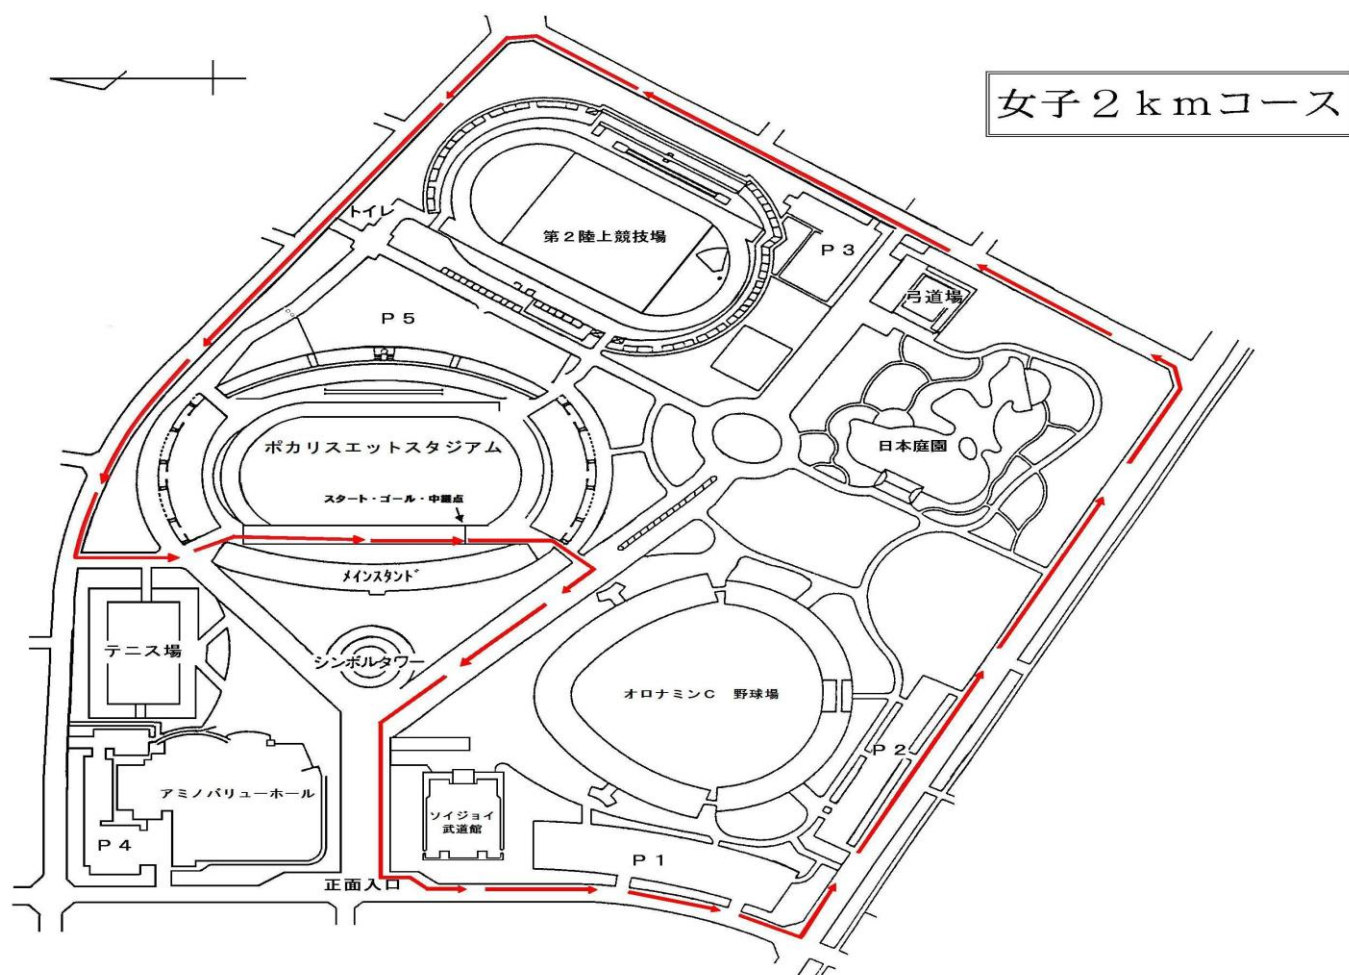 女子２ｋｍコース
トイレ
第２陸上競技場
Ｐ３
弓道場
Ｐ５
ポカリスエットスタジアム
日本庭園
スタート・ゴール・中継点
メインスタンド
テニス場
シンボルタワー
オロナミンＣ　野球場
Ｐ２
アミノバリューホール
ソイジョイ
武道館
Ｐ４
Ｐ１
正面入口